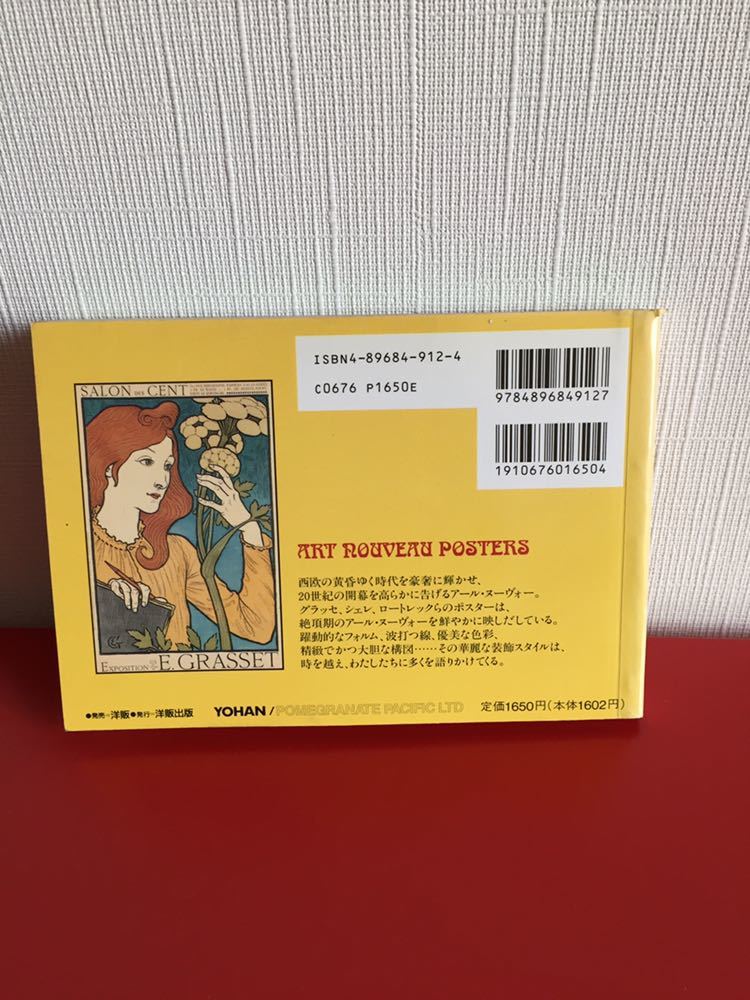 ISBN4-89684-912-4
C0676 P1650E
9784896849127
1910676016504
SALON DES CENT
G
EXPOSITION E. GRASSET
ART NOUVEAU POSTERS
西欧の黄昏ゆく時代を豪奢に輝かせ、
20世紀の開幕を高らかに告げるアール・ヌーヴォー。
グラッセ、シェレ、ロートレックらのポスターは、
絶頂期のアール・ヌーヴォーを鮮やかに映しだしている。
躍動的なフォルム、波打つ線、優美な色彩、
精緻でかつ大胆な構図……その華麗な装飾スタイルは、
時を越え、わたしたちに多くを語りかけてくる。
●発売=洋販●発行=洋販出版 YOHAN / POMEGRANATE PACIFIC LTD 定価1650円(本体1602円)